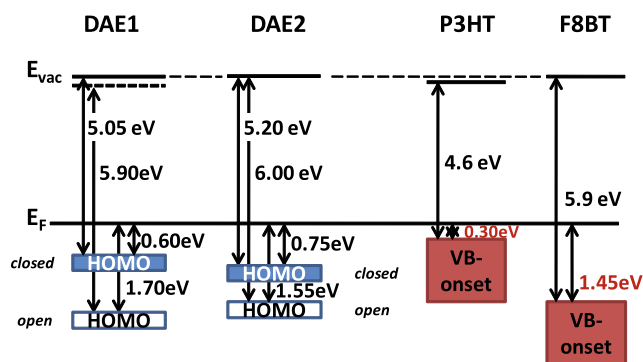 DAE1 DAE2 P3HT F8BT
Evac
5.05 eV 5.20 eV
4.6 eV
5.90eV 6.00 eV
5.9 eV
EF
0.60eV 0.75eV 0.30eV
closed HOMO HOMO closed VB-
onset
1.70eV 1.55eV 1.45eV
open HOMO HOMO open VB-
onset